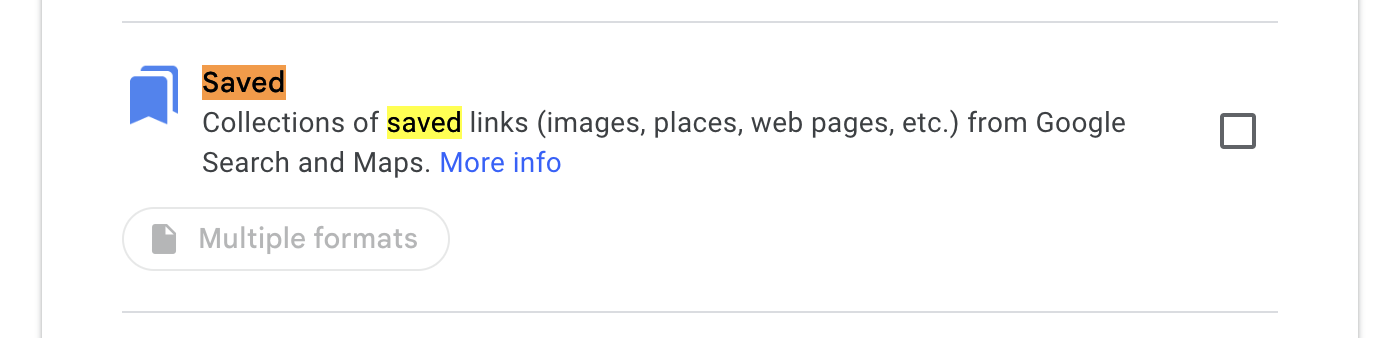 Saved
Collections of saved links (images, places, web pages, etc.) from Google
Search and Maps. More info
Multiple formats